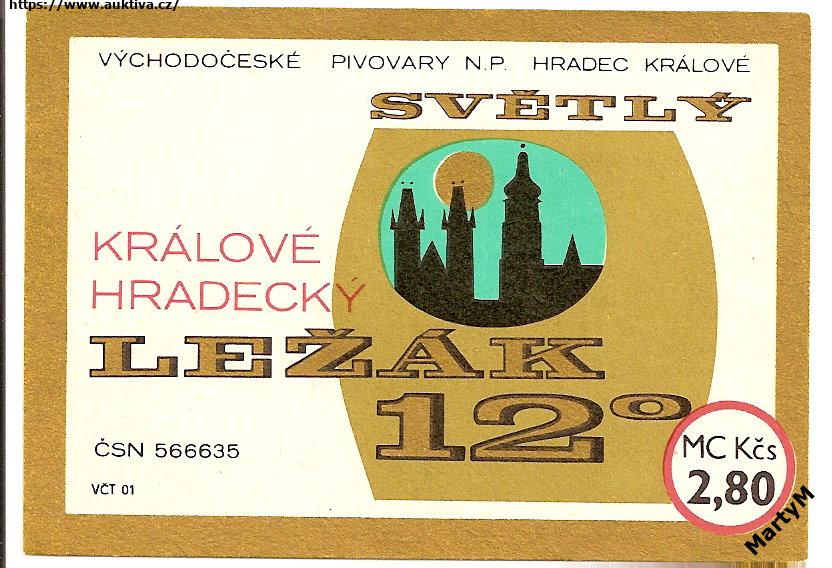 https://www.auktiva.cz/
VÝCHODOČESKÉ PIVOVARY N.P. HRADEC KRÁLOVÉ
SVĚTLÝ
KRÁLOVÉ
HRADECKÝ
LEŽÁK
12º
ČSN 566635
VČT 01
MC Kčs
2,80
MartyM